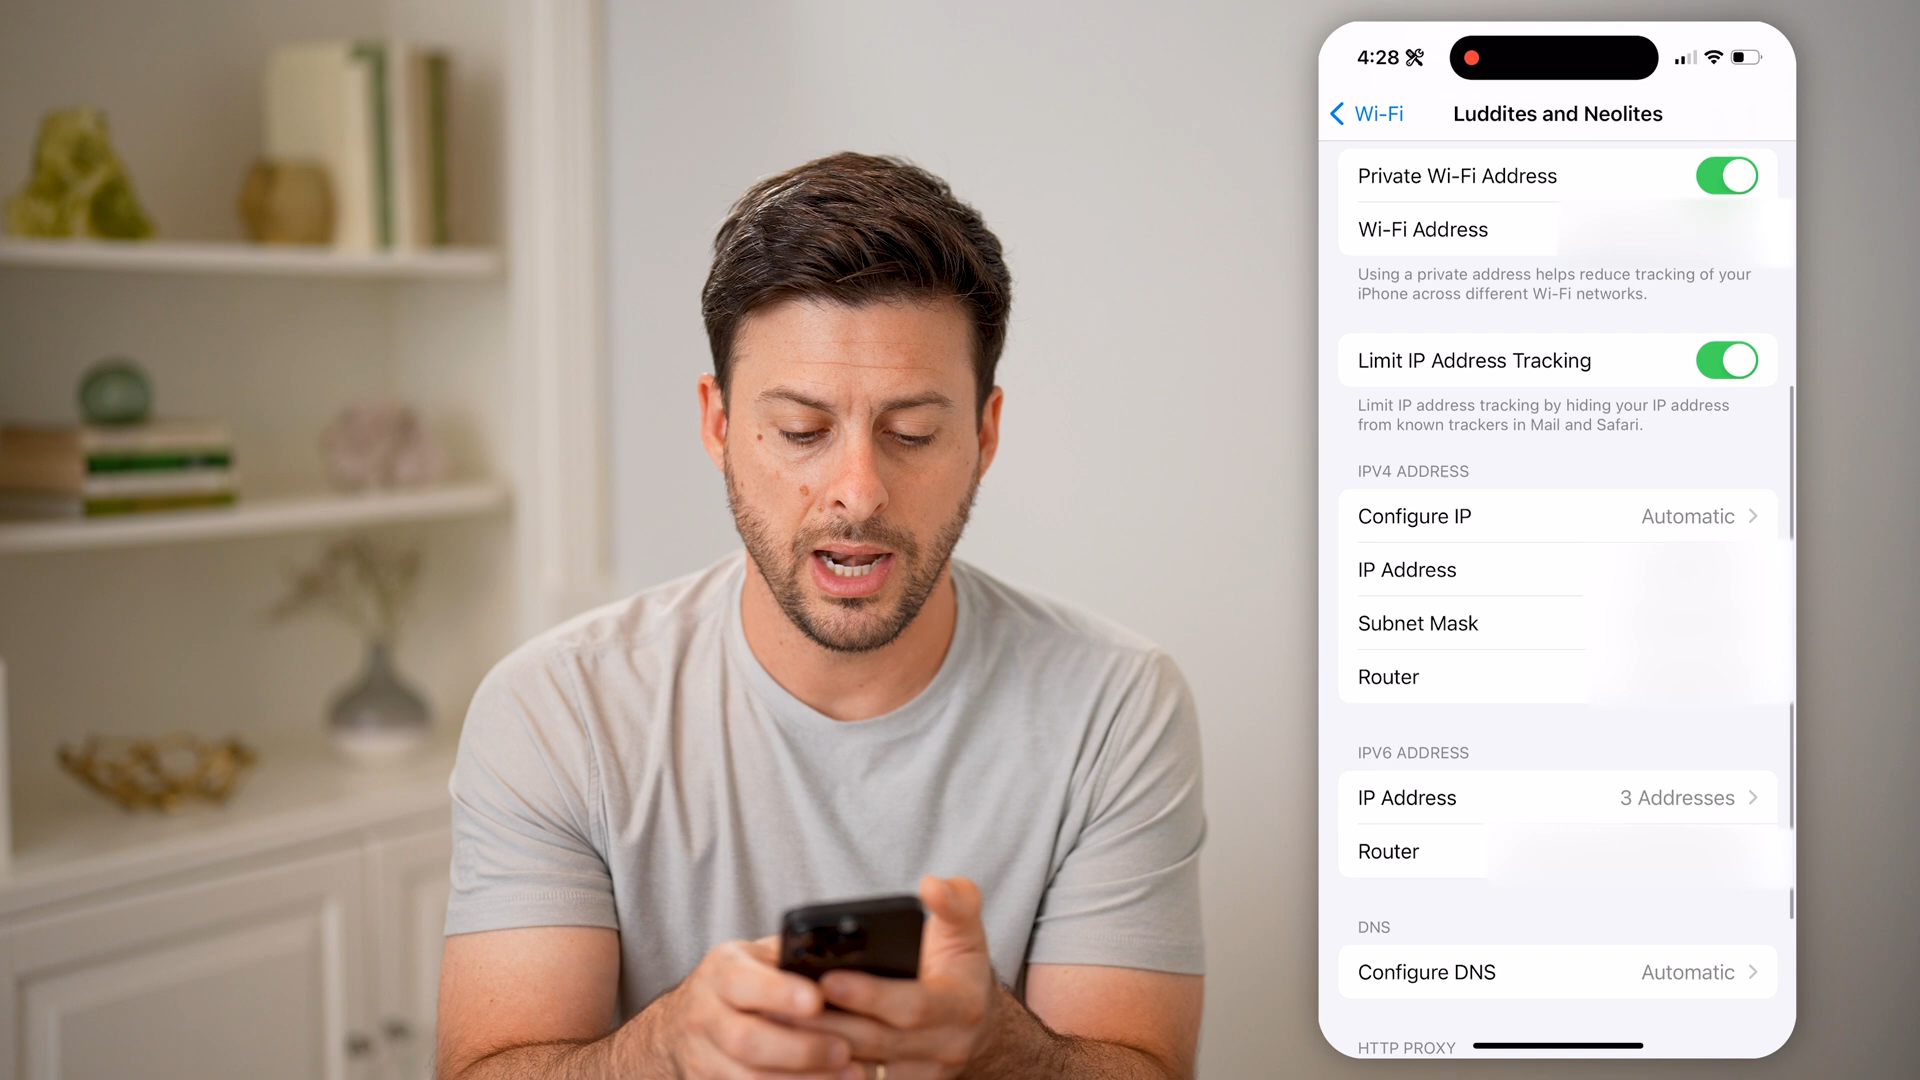 4:28
Wi-Fi
Luddites and Neolites
Private Wi-Fi Address
Wi-Fi Address
Using a private address helps reduce tracking of your
iPhone across different Wi-Fi networks.
Limit IP Address Tracking
Limit IP address tracking by hiding your IP address
from known trackers in Mail and Safari.
IPV4 ADDRESS
Configure IP Automatic
IP Address
Subnet Mask
Router
IPV6 ADDRESS
IP Address 3 Addresses
Router
DNS
Configure DNS Automatic
HTTP PROXY